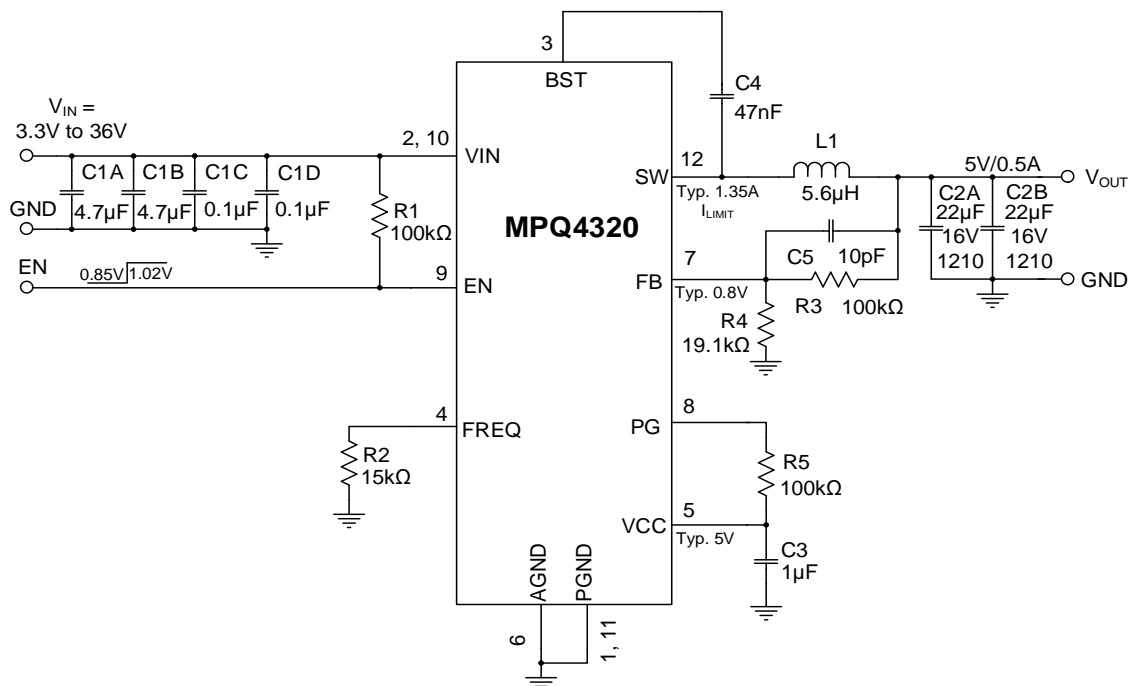 3
BST
C4
47nF
VIN =
3.3V to 36V
2, 10
VIN
C1A
C1B
C1C
C1D
4.7µF
4.7µF
0.1µF
0.1µF
GND
R1
100kΩ
EN
0.85V
1.02V
9
EN
MPQ4320
12
SW
Typ. 1.35A
ILIMIT
L1
5.6µH
5V/0.5A
VOUT
C2A
22µF
16V
1210
C2B
22µF
16V
1210
GND
7
FB
Typ. 0.8V
C5
10pF
R3
100kΩ
R4
19.1kΩ
4
FREQ
R2
15kΩ
8
PG
R5
100kΩ
5
VCC
Typ. 5V
C3
1µF
AGND
PGND
6
1, 11